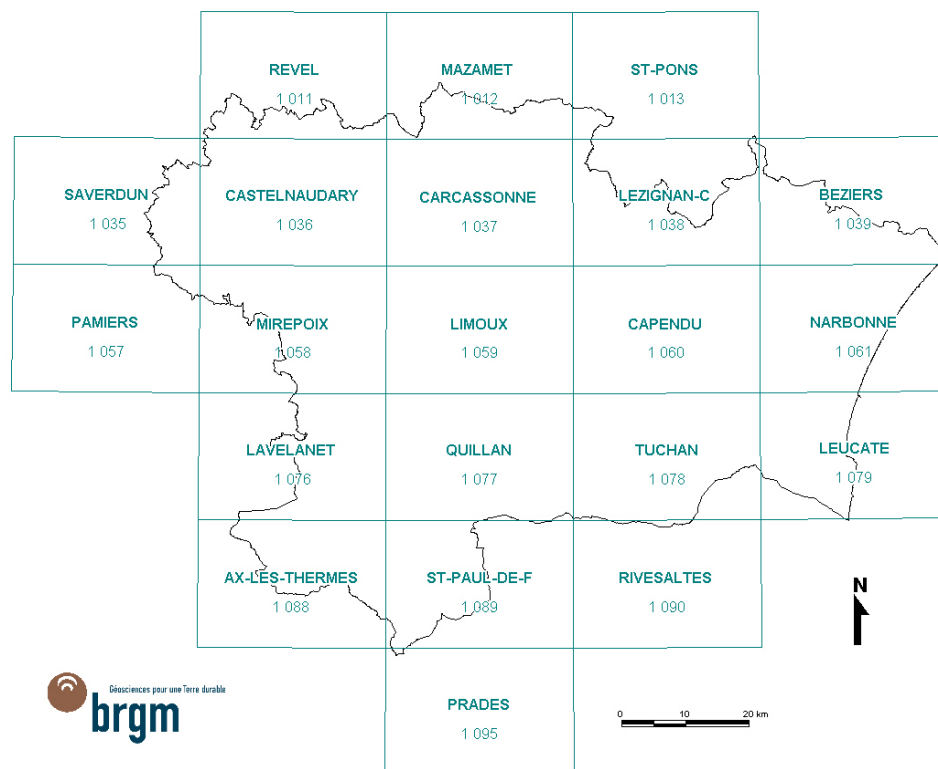 REVEL
1 011
MAZAMET
1 012
ST-PONS
1 013
SAVERDUN
1 035
CASTELNAUDARY
1 036
CARCASSONNE
1 037
LEZIGNAN-C
1 038
BEZIERS
1 039
PAMIERS
1 057
MIREPOIX
1 058
LIMOUX
1 059
CAPENDU
1 060
NARBONNE
1 061
LAVELANET
1 076
QUILLAN
1 077
TUCHAN
1 078
LEUCATE
1 079
AX-LES-THERMES
1 088
ST-PAUL-DE-F
1 089
RIVESALTES
1 090
N
PRADES
1 095
Géosciences pour une Terre durable
brgm
0 10 20 km